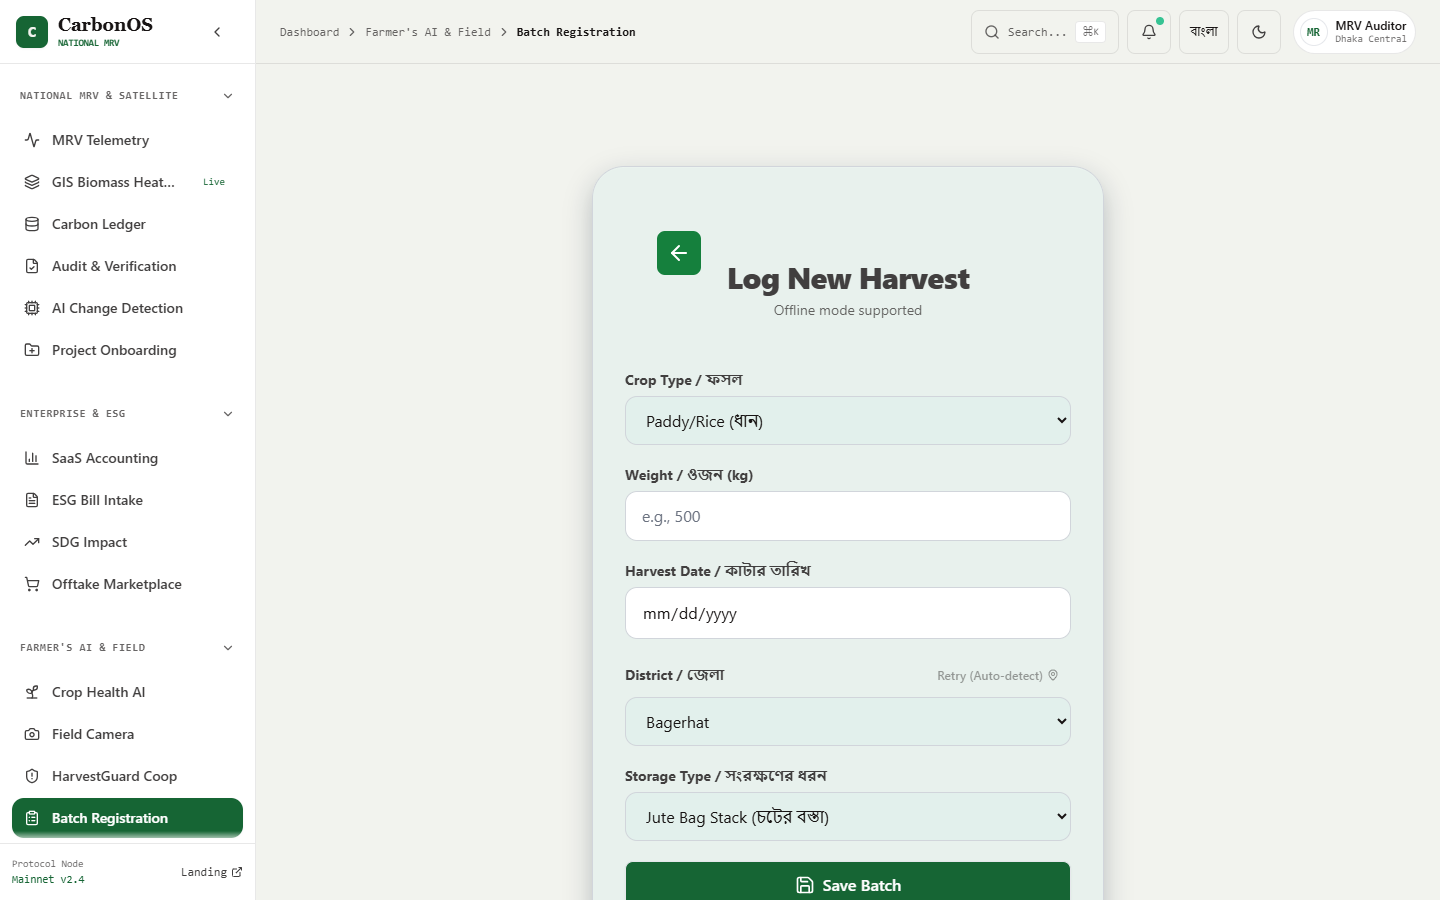 C
CarbonOS
NATIONAL MRV
Dashboard > Farmer's AI & Field > Batch Registration
Search... ⌘K
বাংলা
MR
MRV Auditor
Dhaka Central
NATIONAL MRV & SATELLITE
MRV Telemetry
GIS Biomass Heat... Live
Carbon Ledger
Audit & Verification
AI Change Detection
Project Onboarding
ENTERPRISE & ESG
SaaS Accounting
ESG Bill Intake
SDG Impact
Offtake Marketplace
FARMER'S AI & FIELD
Crop Health AI
Field Camera
HarvestGuard Coop
Batch Registration
Protocol Node
Mainnet v2.4
Landing
Log New Harvest
Offline mode supported
Crop Type / ফসল
Paddy/Rice (ধান)
Weight / ওজন (kg)
e.g., 500
Harvest Date / কাটার তারিখ
mm/dd/yyyy
District / জেলা
Retry (Auto-detect)
Bagerhat
Storage Type / সংরক্ষণের ধরন
Jute Bag Stack (চটের বস্তা)
Save Batch